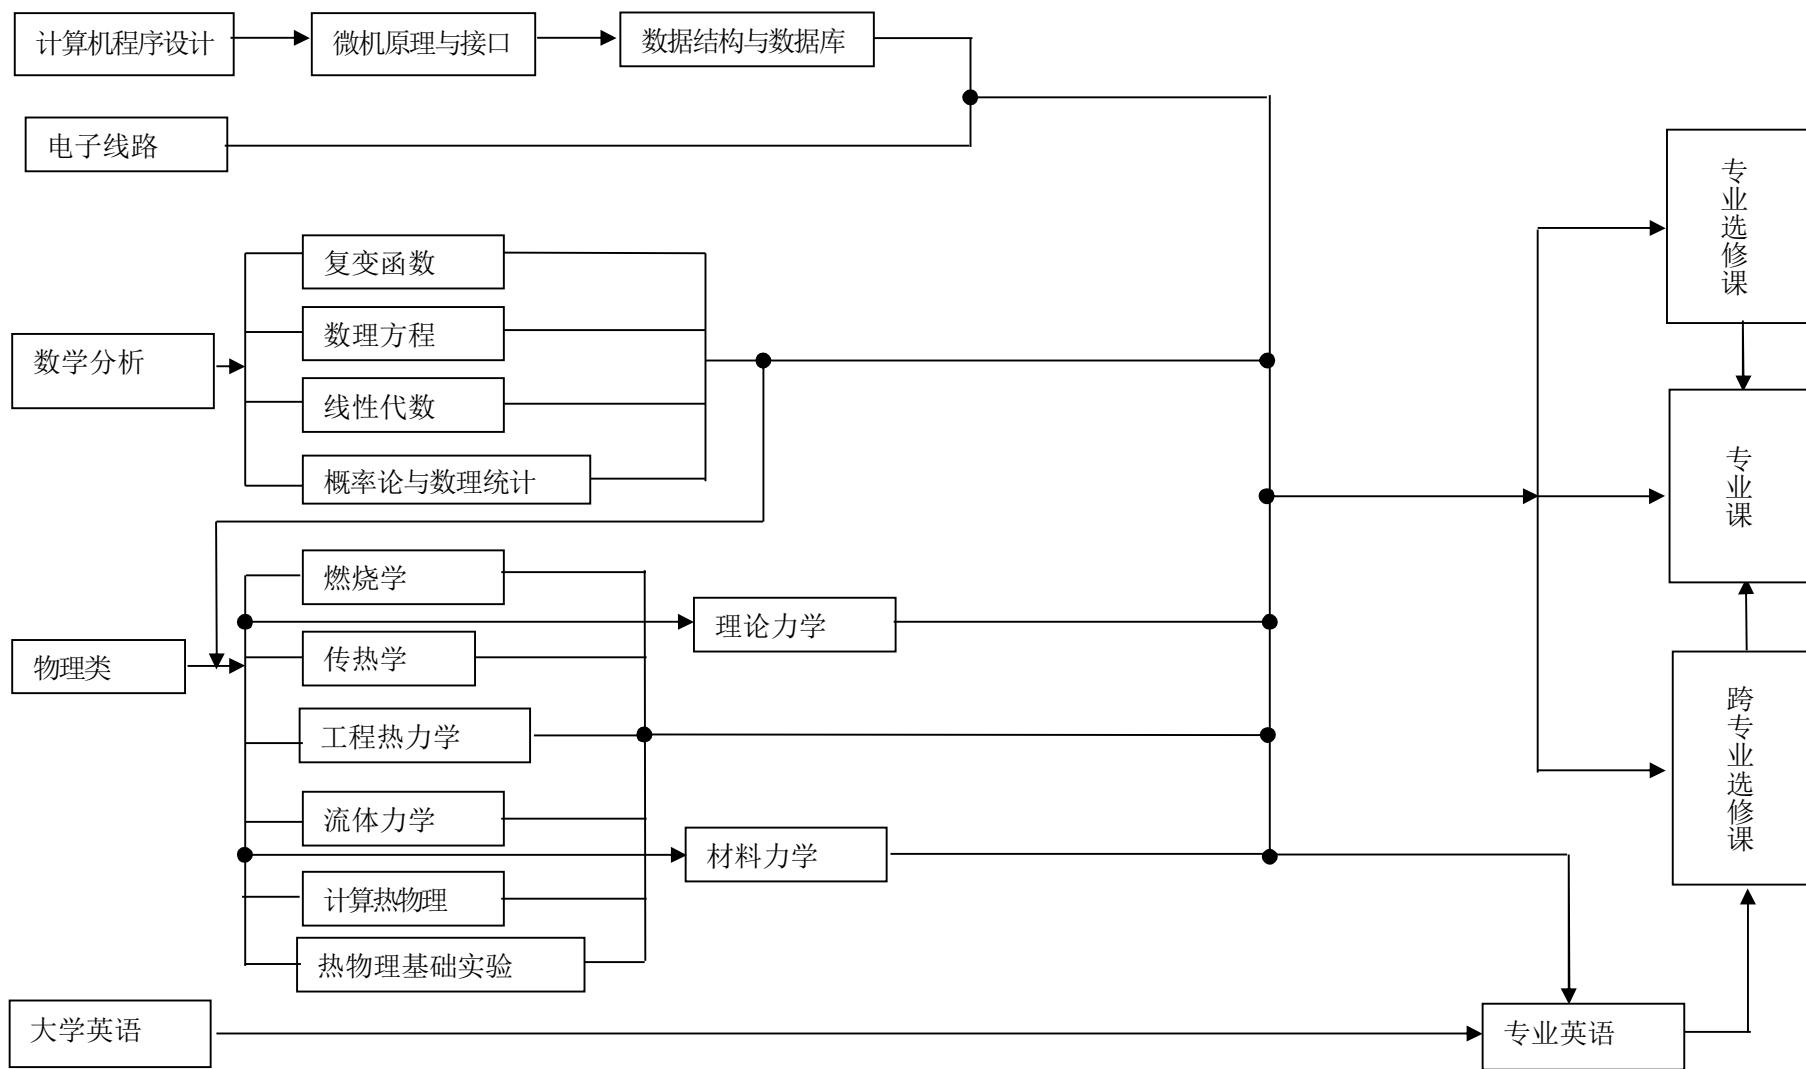 计算机程序设计
微机原理与接口
数据结构与数据库
电子线路
专业选修课
复变函数
数理方程
数学分析
线性代数
概率论与数理统计
专业课
燃烧学
理论力学
传热学
物理类
工程热力学
跨专业选修课
流体力学
材料力学
计算热物理
热物理基础实验
大学英语
专业英语